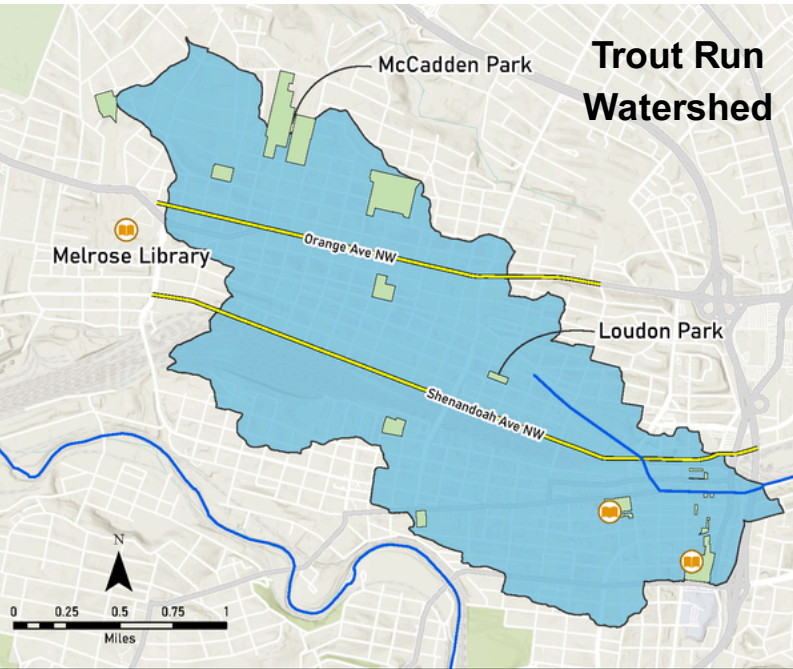 McCadden Park
Trout Run
Watershed
Orange Ave NW
Melrose Library
Loudon Park
Shenandoah Ave NW
N
0 0.25 0.5 0.75 1
Miles